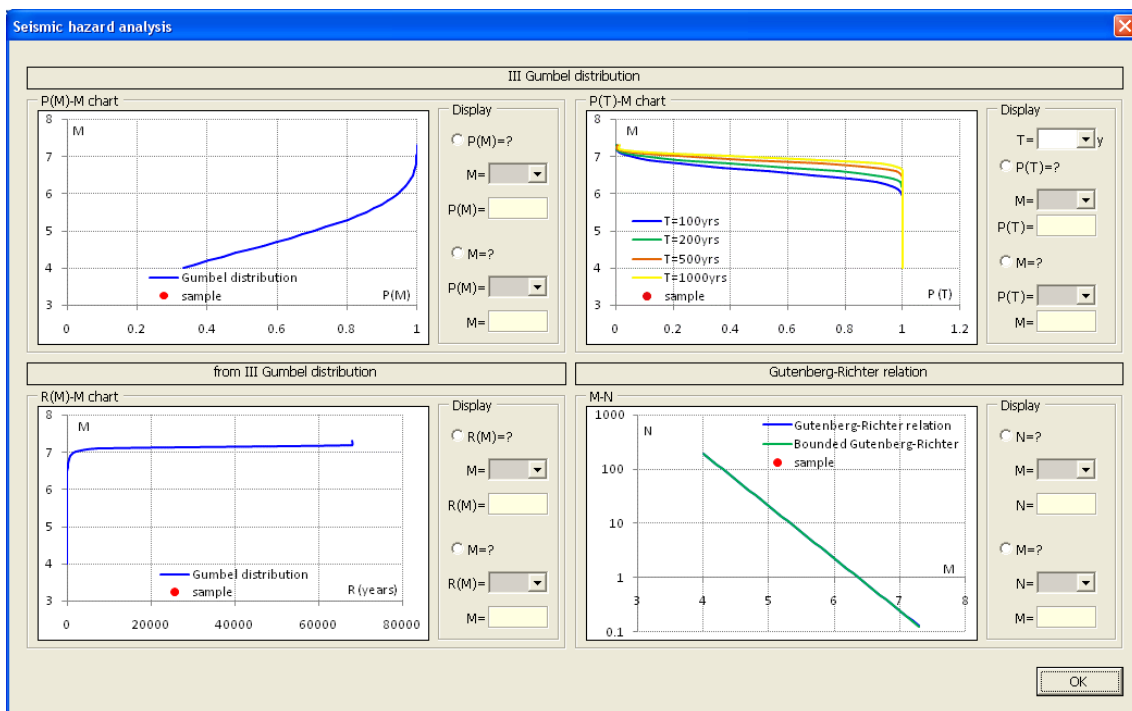 Seismic hazard analysis
III Gumbel distribution
P(M)-M chart
8
7
6
5
4
3
M
Gumbel distribution
sample
P(M)
0 0.2 0.4 0.6 0.8 1
Display
P(M)=?
M=
P(M)=
M=?
P(M)=
M=
P(T)-M chart
8
7
6
5
4
3
M
T=100yrs
T=200yrs
T=500yrs
T=1000yrs
sample
P (T)
0 0.2 0.4 0.6 0.8 1 1.2
Display
T= y
P(T)=?
M=
P(T)=
M=?
P(T)=
M=
from III Gumbel distribution
R(M)-M chart
8
7
6
5
4
3
M
Gumbel distribution
sample
R (years)
0 20000 40000 60000 80000
Display
R(M)=?
M=
R(M)=
M=?
R(M)=
M=
Gutenberg-Richter relation
M-N
1000
100
10
1
0.1
N
Gutenberg-Richter relation
Bounded Gutenberg-Richter
sample
M
3 4 5 6 7 8
Display
N=?
M=
N=
M=?
N=
M=
OK